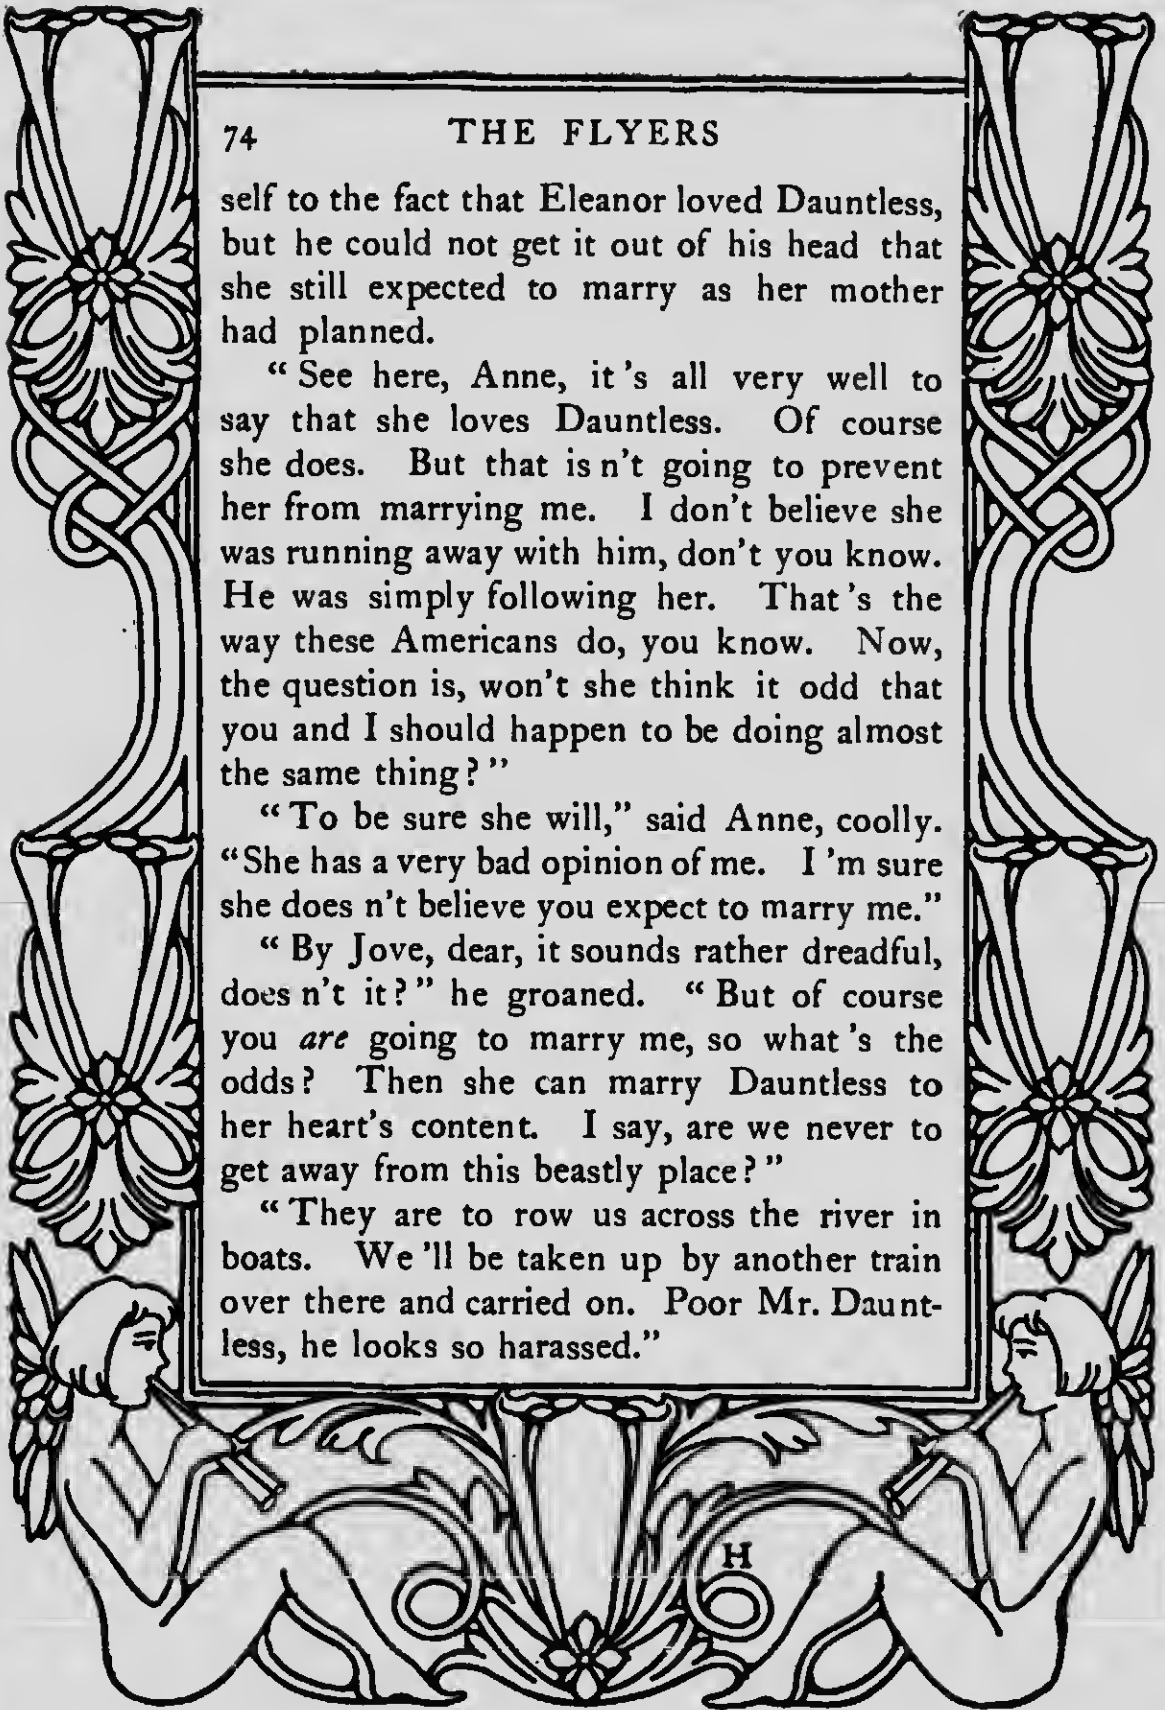 74 THE FLYERS
self to the fact that Eleanor loved Dauntless,
but he could not get it out of his head that
she still expected to marry as her mother
had planned.
“ See here, Anne, it 's all very well to
say that she loves Dauntless. Of course
she does. But that is n't going to prevent
her from marrying me. I don't believe she
was running away with him, don't you know.
He was simply following her. That 's the
way these Americans do, you know. Now,
the question is, won't she think it odd that
you and I should happen to be doing almost
the same thing? ”
“ To be sure she will,” said Anne, coolly.
“She has a very bad opinion of me. I 'm sure
she does n't believe you expect to marry me.”
“ By Jove, dear, it sounds rather dreadful,
does n't it? ” he groaned. “ But of course
you are going to marry me, so what 's the
odds? Then she can marry Dauntless to
her heart's content. I say, are we never to
get away from this beastly place? ”
“ They are to row us across the river in
boats. We 'll be taken up by another train
over there and carried on. Poor Mr. Daunt-
less, he looks so harassed.”
H